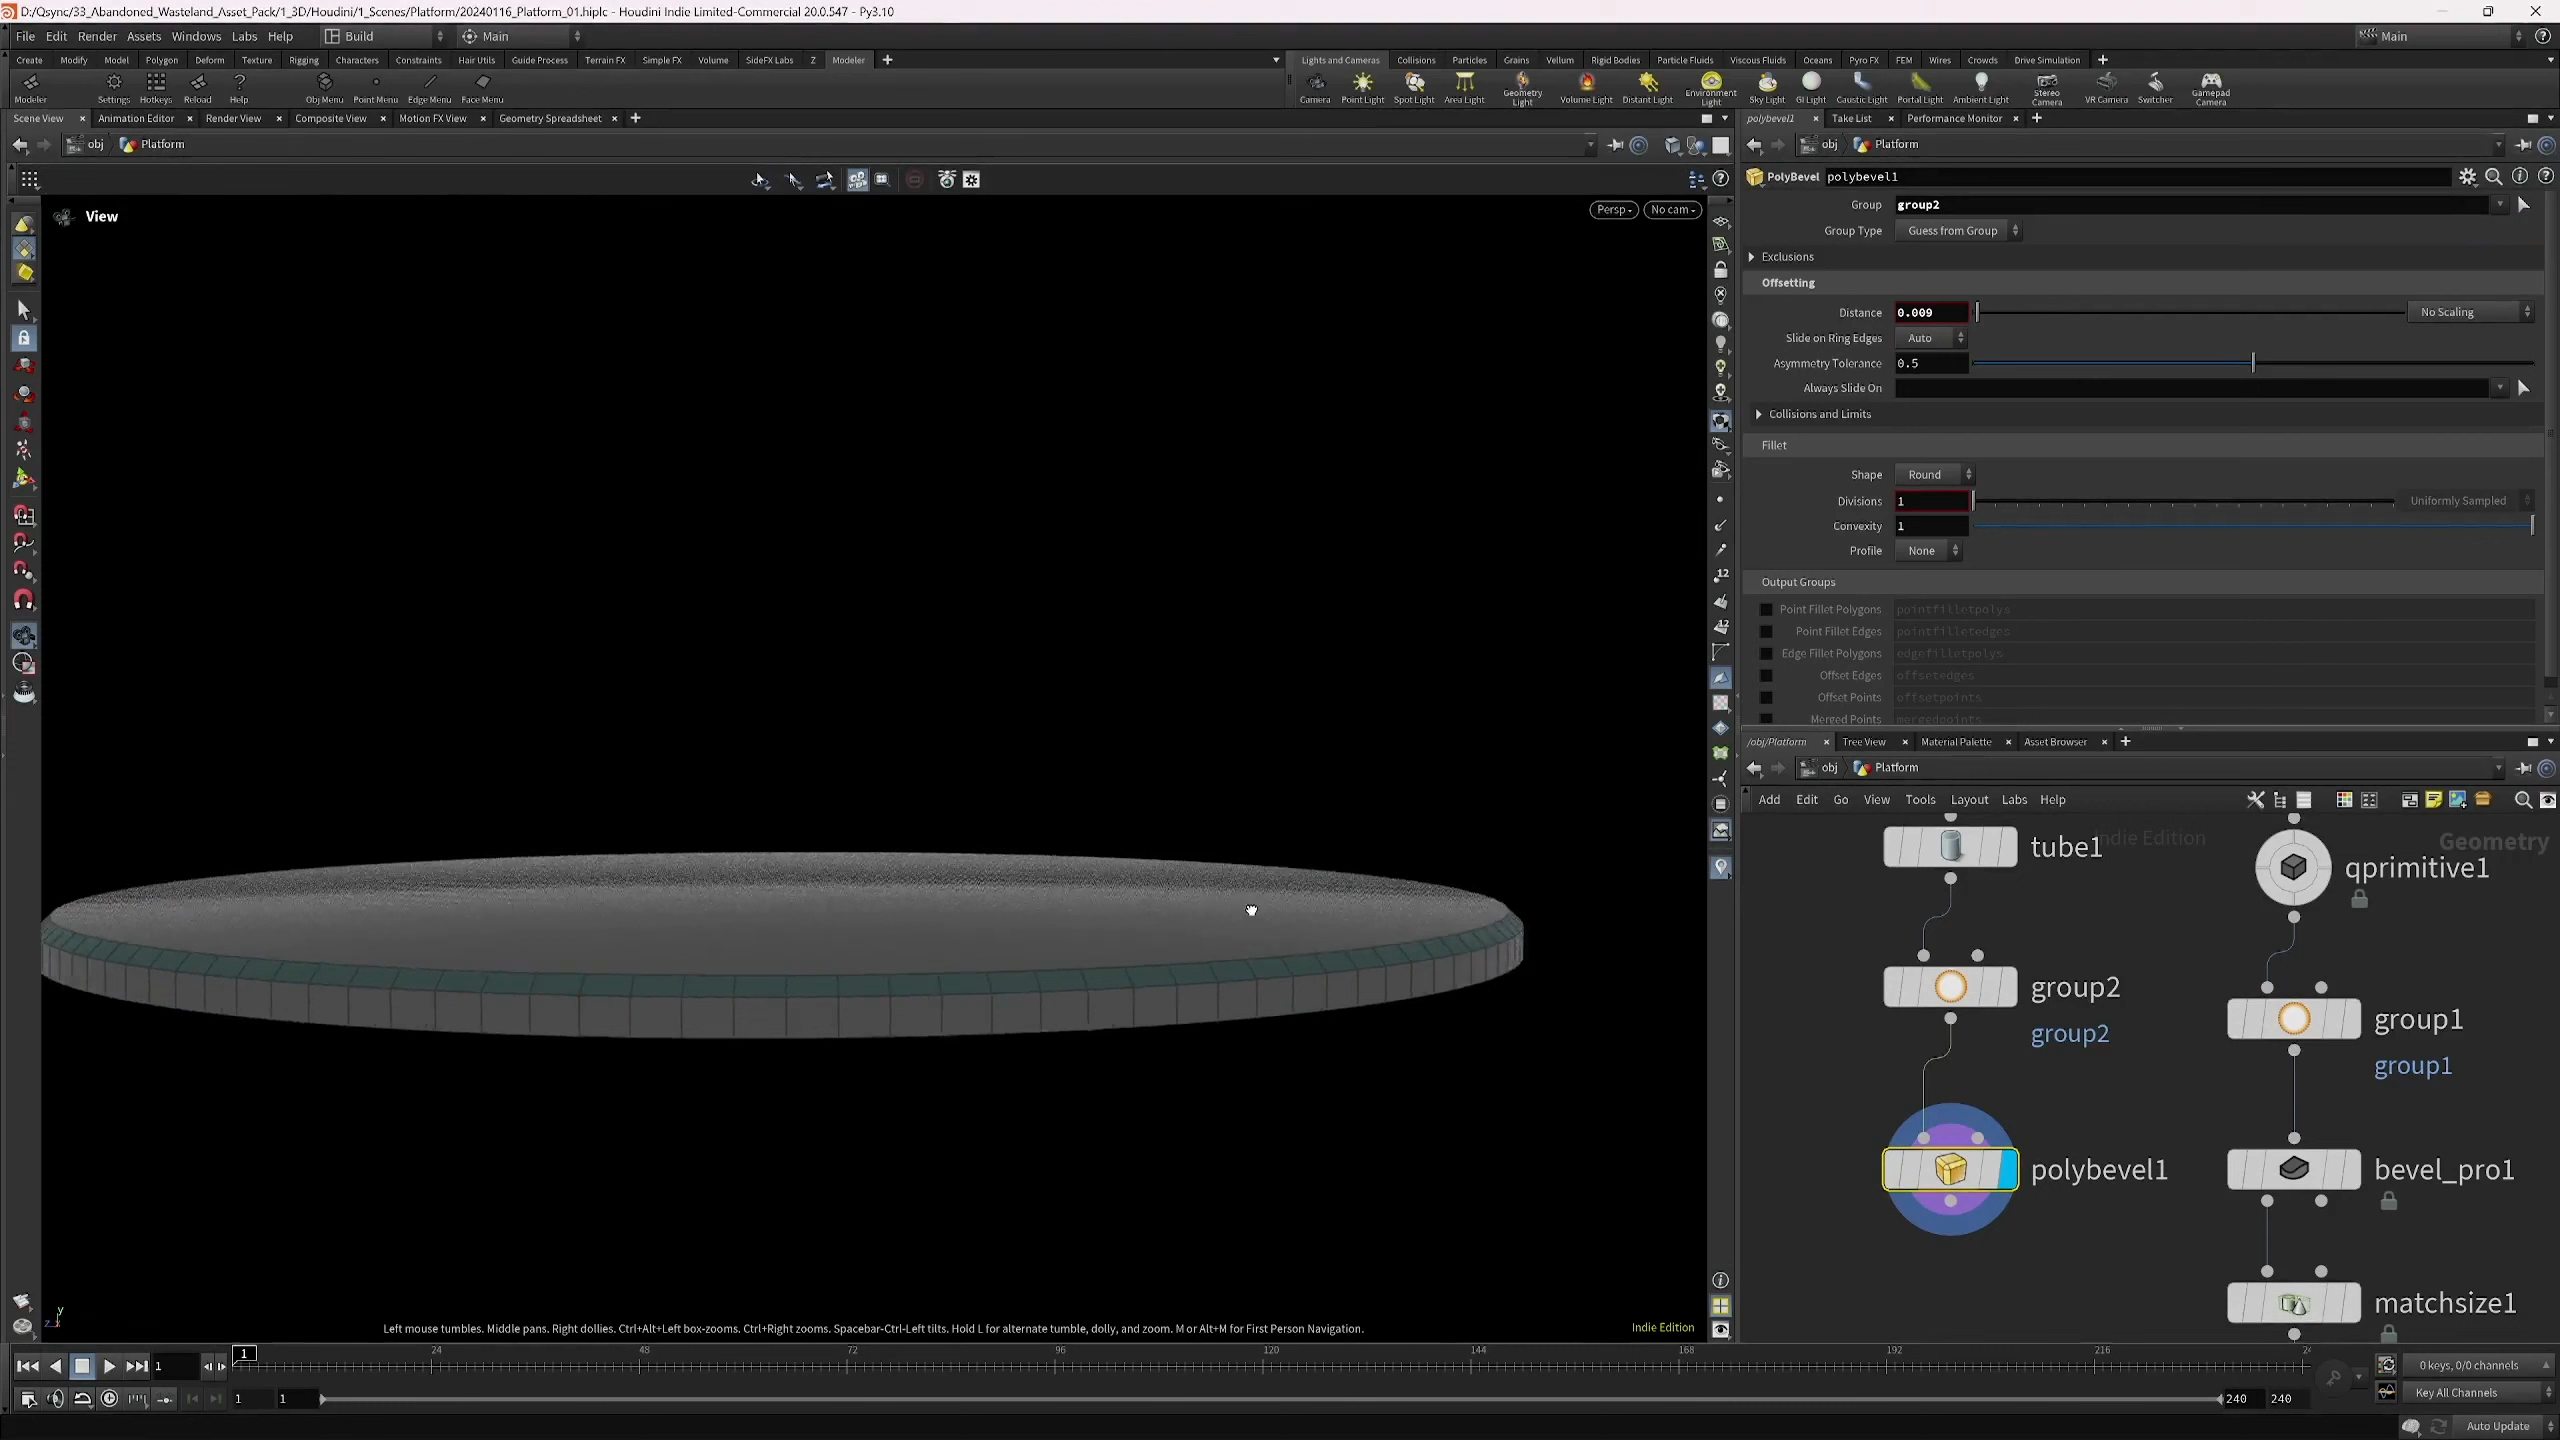 D:/Qsync/33_Abandoned_Wasteland_Asset_Pack/1_3D/Houdini/1_Scenes/Platform/20240116_Platform_01.hiplc - Houdini Indie Limited-Commercial 20.0.547 - Py3.10
File Edit Render Assets Windows Labs Help Build Main Main
Create Modify Model Polygon Deform Texture Rigging Characters Constraints Hair Utils Guide Process Terrain FX Simple FX Volume SideFX Labs Z Modeler
Lights and Cameras Collisions Particles Grains Vellum Rigid Bodies Particle Fluids Viscous Fluids Oceans Pyro FX FEM Wires Crowds Drive Simulation
Modeler Settings Hotkeys Reload Help Obj Menu Point Menu Edge Menu Face Menu
Camera Point Light Spot Light Area Light Geometry Light Volume Light Distant Light Environment Light Sky Light GI Light Caustic Light Portal Light Ambient Light Stereo Camera VR Camera Switcher Gamepad Camera
Scene View Animation Editor Render View Composite View Motion FX View Geometry Spreadsheet
polybevel1 Take List Performance Monitor
obj Platform
obj Platform
PolyBevel polybevel1
View
Persp No cam
Group group2
Group Type Guess from Group
Exclusions
Offsetting
Distance 0.009 No Scaling
Slide on Ring Edges Auto
Asymmetry Tolerance 0.5
Always Slide On
Collisions and Limits
Fillet
Shape Round
Divisions 1 Uniformly Sampled
Convexity 1
Profile None
Output Groups
Point Fillet Polygons pointfilletpolys
Point Fillet Edges pointfilletedges
Edge Fillet Polygons edgefilletpolys
Offset Edges offsetedges
Offset Points offsetpoints
Merged Points mergedpoints
12
12
/obj/Platform Tree View Material Palette Asset Browser
obj Platform
Add Edit Go View Tools Layout Labs Help
Indie Edition
Geometry
tube1
qprimitive1
group2
group2
group1
group1
polybevel1
bevel_pro1
matchsize1
y
z
Left mouse tumbles. Middle pans. Right dollies. Ctrl+Alt+Left box-zooms. Ctrl+Right zooms. Spacebar-Ctrl-Left tilts. Hold L for alternate tumble, dolly, and zoom. M or Alt+M for First Person Navigation.
Indie Edition
1 1 24 48 72 96 120 144 168 192 216
0 keys, 0/0 channels
1 1 240 240
Key All Channels
Auto Update